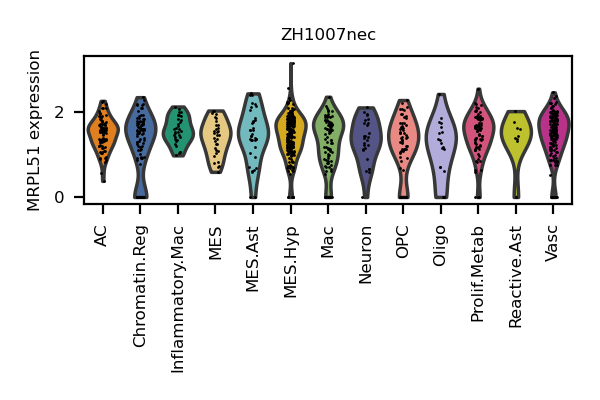 ZH1007nec
MRPL51 expression
2
0
AC
Chromatin.Reg
Inflammatory.Mac
MES
MES.Ast
MES.Hyp
Mac
Neuron
OPC
Oligo
Prolif.Metab
Reactive.Ast
Vasc